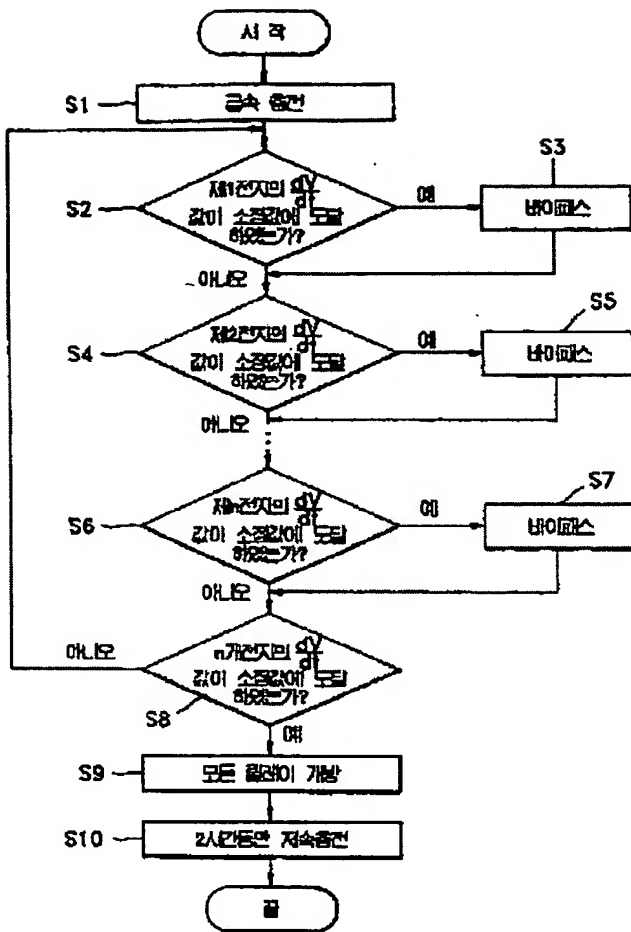 시 작
S1
급속 충전
S2
제1전지의 dV/dt
값이 소정값에 도달
하였는가?
예
S3
바이패스
아니오
S4
제2전지의 dV/dt
값이 소정값에 도달
하였는가?
예
S5
바이패스
아니오
S6
제n전지의 dV/dt
값이 소정값에 도달
하였는가?
예
S7
바이패스
아니오
S8
n개전지의 dV/dt
값이 소정값에 도달
하였는가?
아니오
예
S9
모든 릴레이 개방
S10
2시간동안 저속충전
끝